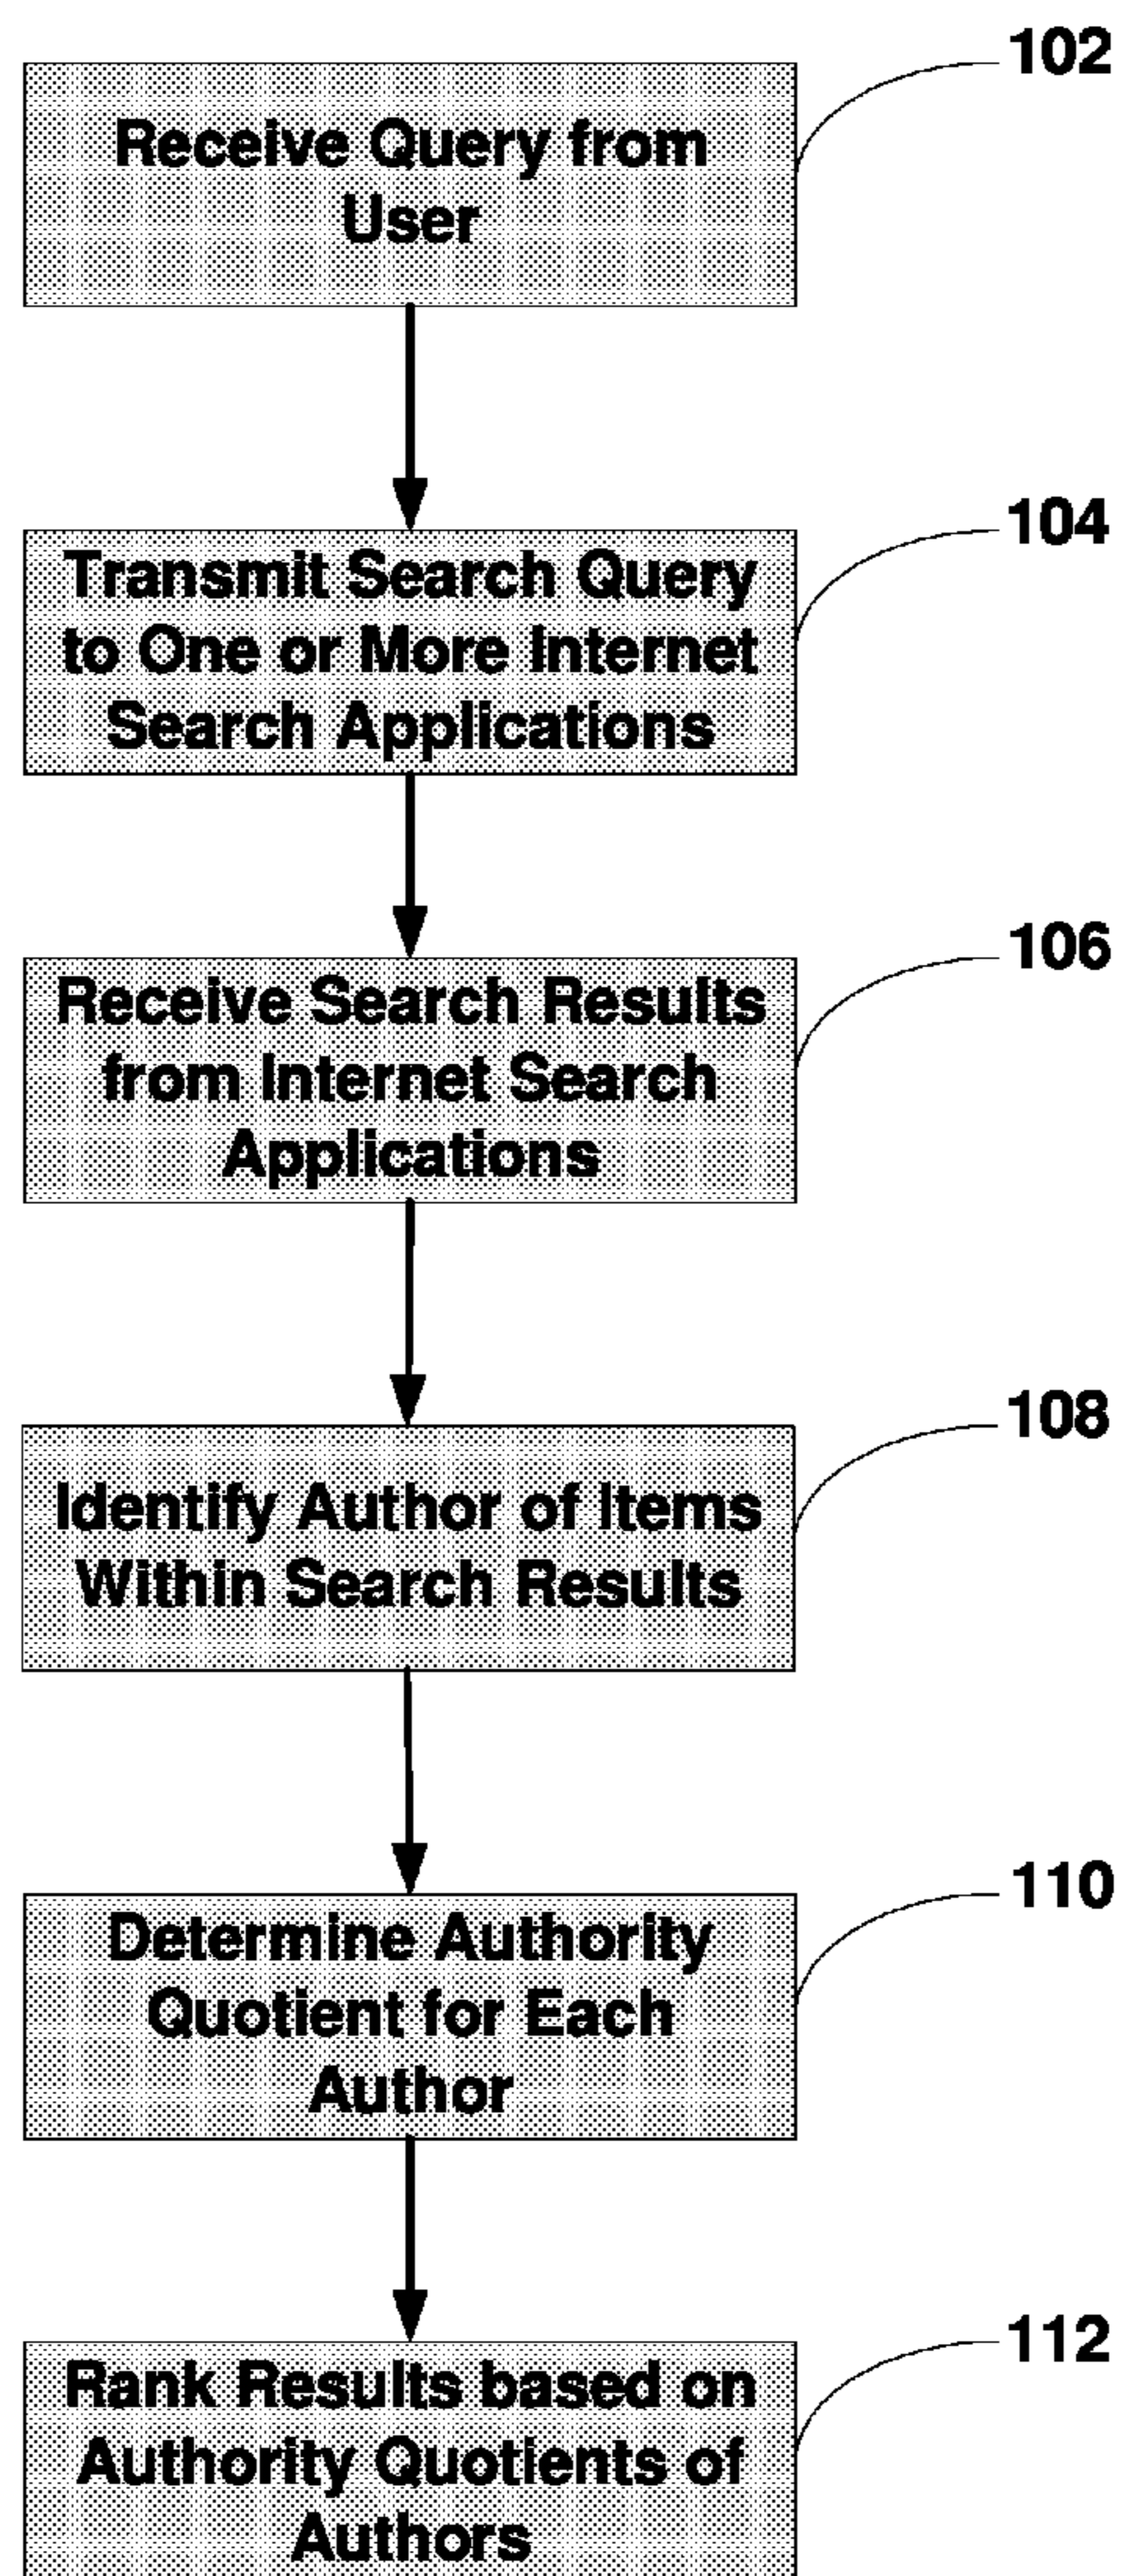 102
Receive Query from
User
104
Transmit Search Query
to One or More Internet
Search Applications
106
Receive Search Results
from Internet Search
Applications
108
Identify Author of Items
Within Search Results
110
Determine Authority
Quotient for Each
Author
112
Rank Results based on
Authority Quotients of
Authors